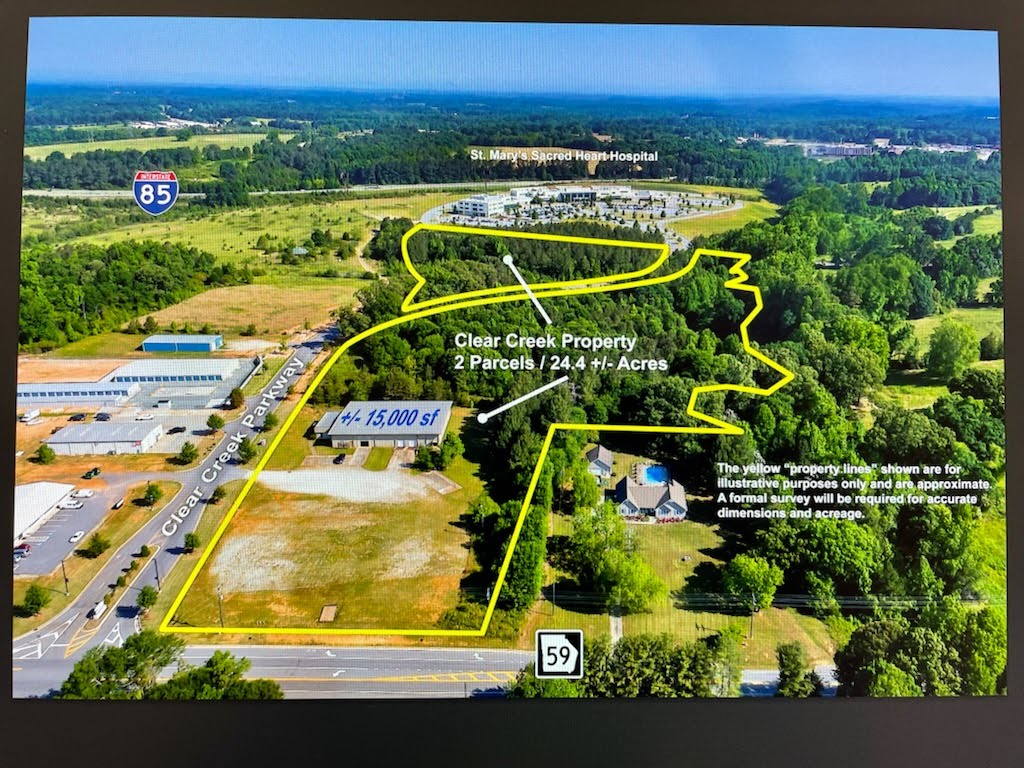 St. Mary's Sacred Heart Hospital
INTERSTATE
85
Clear Creek Property
2 Parcels / 24.4 +/- Acres
+/- 15,000 sf
Clear Creek Parkway
The yellow "property lines" shown are for
illustrative purposes only and are approximate.
A formal survey will be required for accurate
dimensions and acreage.
59